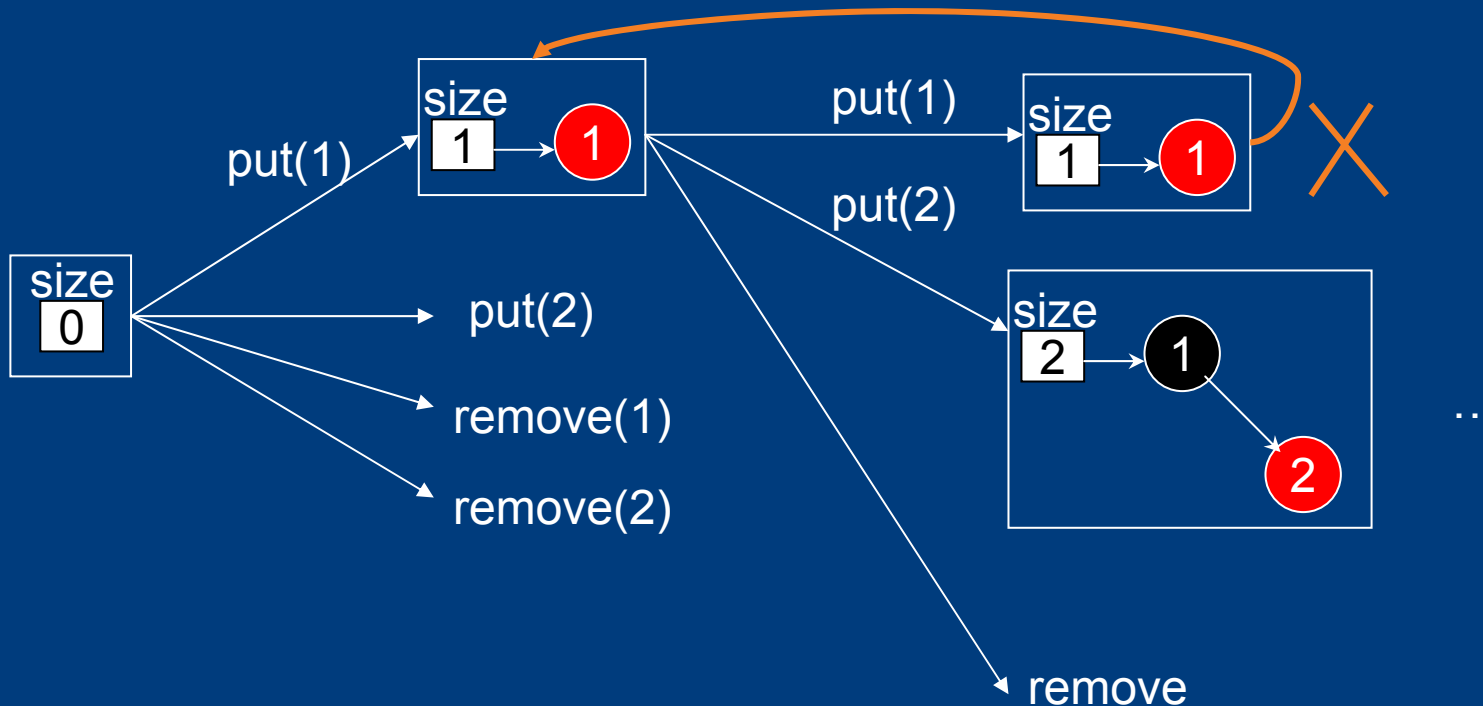 size
1
1
put(1)
size
0
put(2)
remove(1)
remove(2)
put(1)
put(2)
size
1
1
size
2
1
2
..
remove